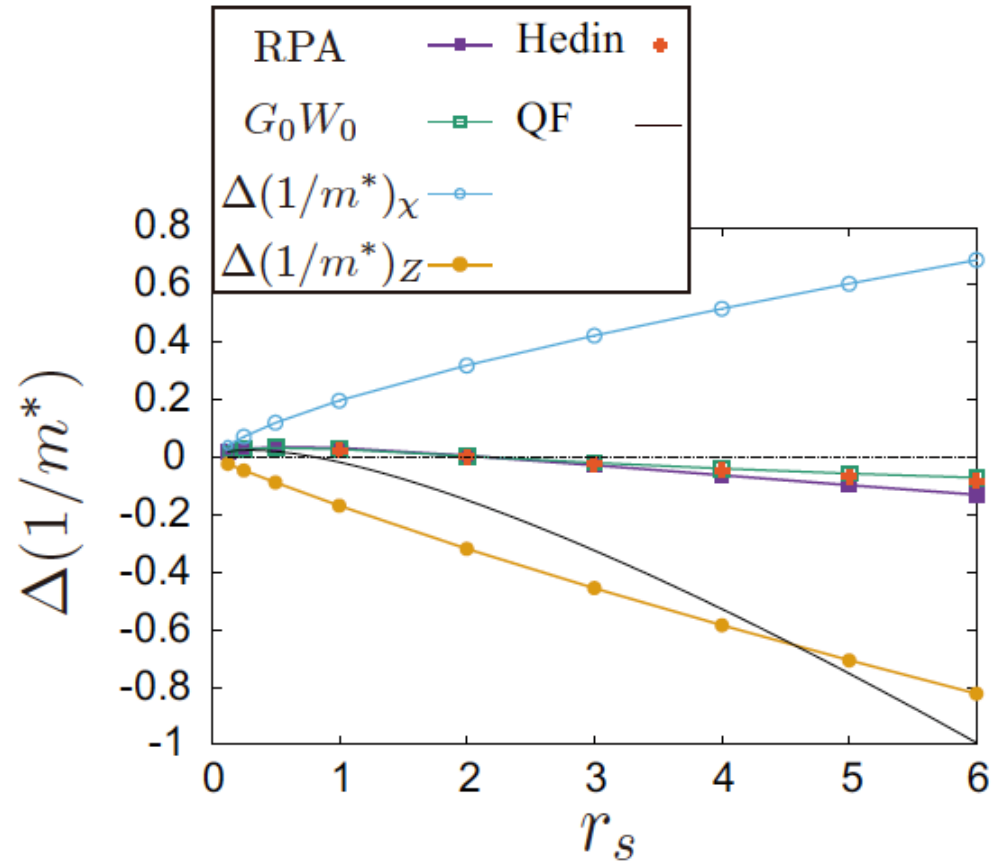 RPA Hedin
G₀W₀ QF
Δ(1/m*)χ
Δ(1/m*)Z
0.8
0.6
0.4
0.2
0
-0.2
-0.4
-0.6
-0.8
-1
Δ(1/m*)
0 1 2 3 4 5 6
rₛ